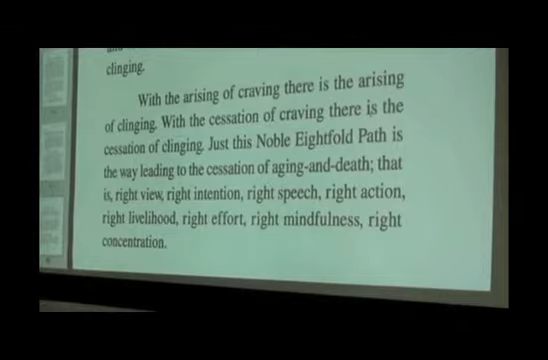 clinging.
With the arising of craving there is the arising
of clinging. With the cessation of craving there is the
cessation of clinging. Just this Noble Eightfold Path is
the way leading to the cessation of aging-and-death; that
is, right view, right intention, right speech, right action,
right livelihood, right effort, right mindfulness, right
concentration.